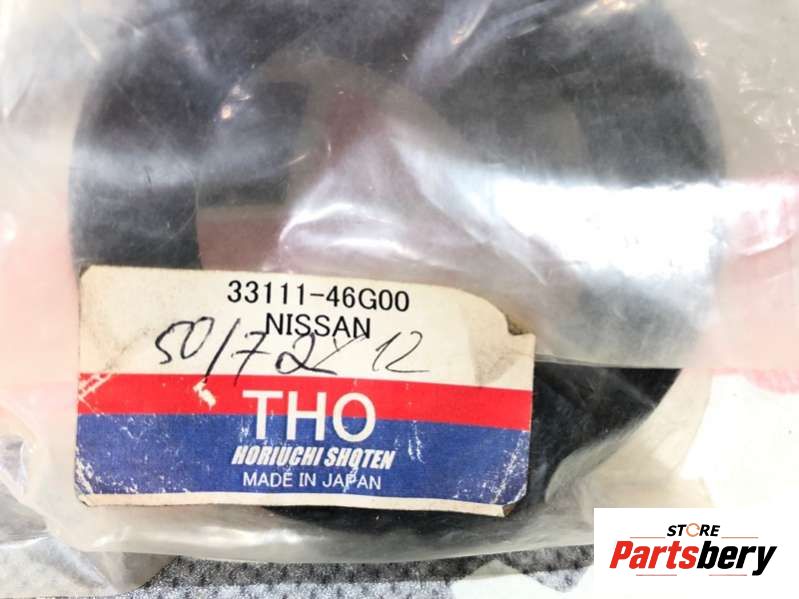 33111-46G00
NISSAN
50/72x12
THO
HORIUCHI SHOTEN
MADE IN JAPAN
STORE
Partsbery